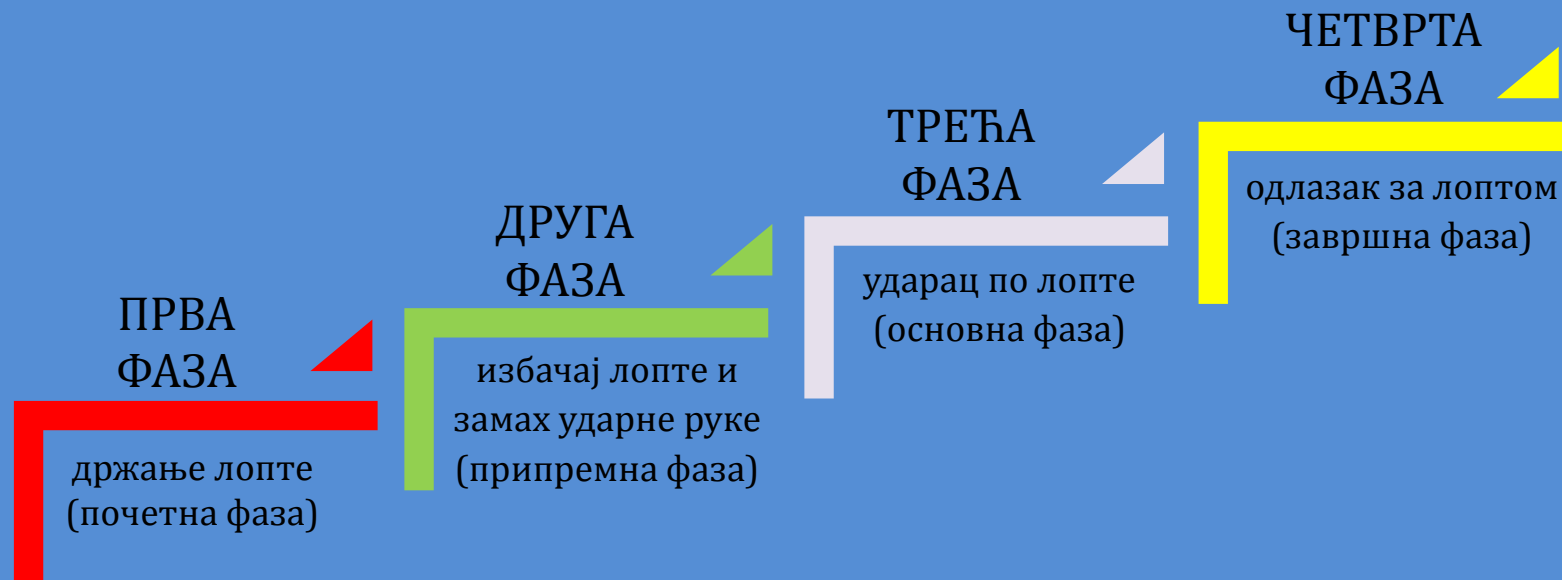 ПРВА
ФАЗА
држање лопте
(почетна фаза)
ДРУГА
ФАЗА
избачај лопте и
замах ударне руке
(припремна фаза)
ТРЕЋА
ФАЗА
ударац по лопте
(основна фаза)
ЧЕТВРТА
ФАЗА
одлазак за лоптом
(завршна фаза)